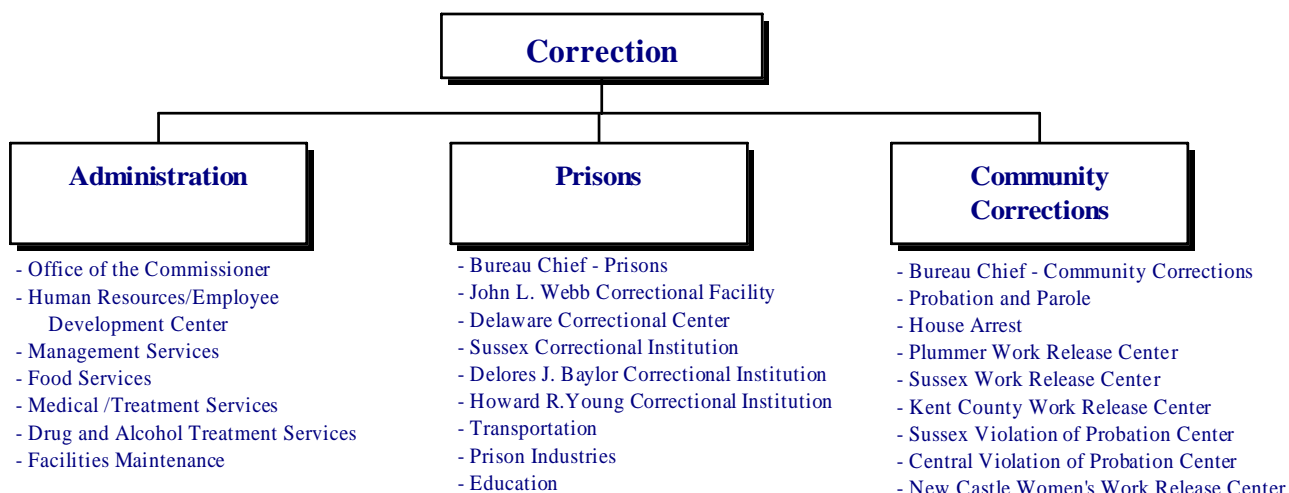 Correction
Administration
- Office of the Commissioner
- Human Resources/Employee
Development Center
- Management Services
- Food Services
- Medical /Treatment Services
- Drug and Alcohol Treatment Services
- Facilities Maintenance
Prisons
- Bureau Chief - Prisons
- John L. Webb Correctional Facility
- Delaware Correctional Center
- Sussex Correctional Institution
- Delores J. Baylor Correctional Institution
- Howard R.Young Correctional Institution
- Transportation
- Prison Industries
- Education
Community
Corrections
- Bureau Chief - Community Corrections
- Probation and Parole
- House Arrest
- Plummer Work Release Center
- Sussex Work Release Center
- Kent County Work Release Center
- Sussex Violation of Probation Center
- Central Violation of Probation Center
- New Castle Women's Work Release Center